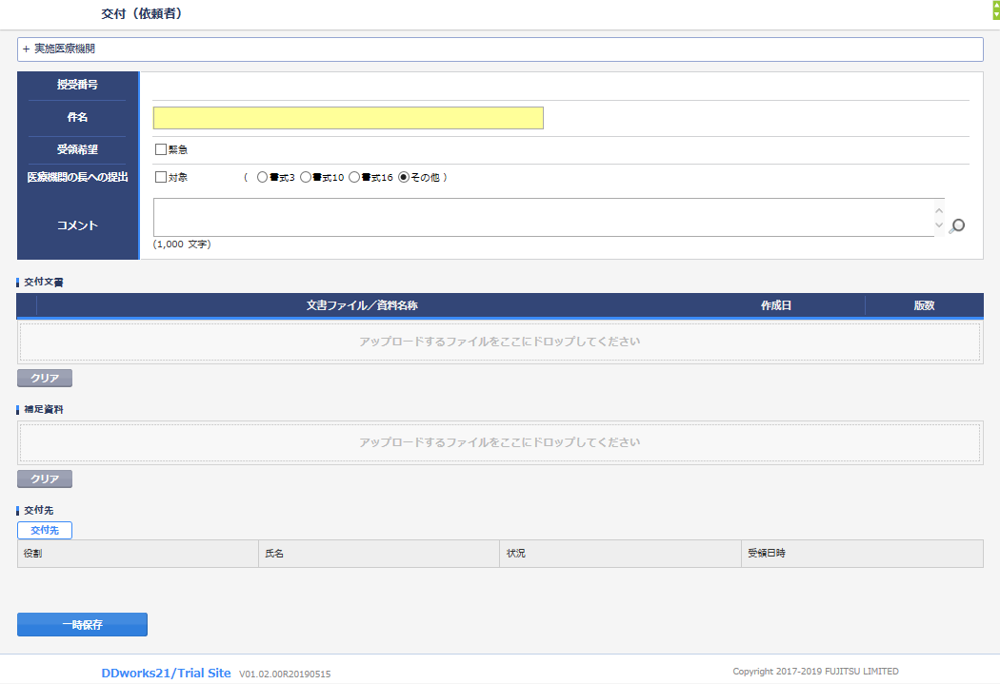 交付（依頼者）
+ 実施医療機関
授受番号
件名
受領希望 緊急
医療機関の長への提出 対象 ( 書式3 書式10 書式16 その他 )
コメント
(1,000 文字)
交付文書
文書ファイル／資料名称 作成日 版数
アップロードするファイルをここにドロップしてください
クリア
補足資料
アップロードするファイルをここにドロップしてください
クリア
交付先
交付先
役割 氏名 状況 受領日時
一時保存
DDworks21/Trial Site V01.02.00R20190515 Copyright 2017-2019 FUJITSU LIMITED